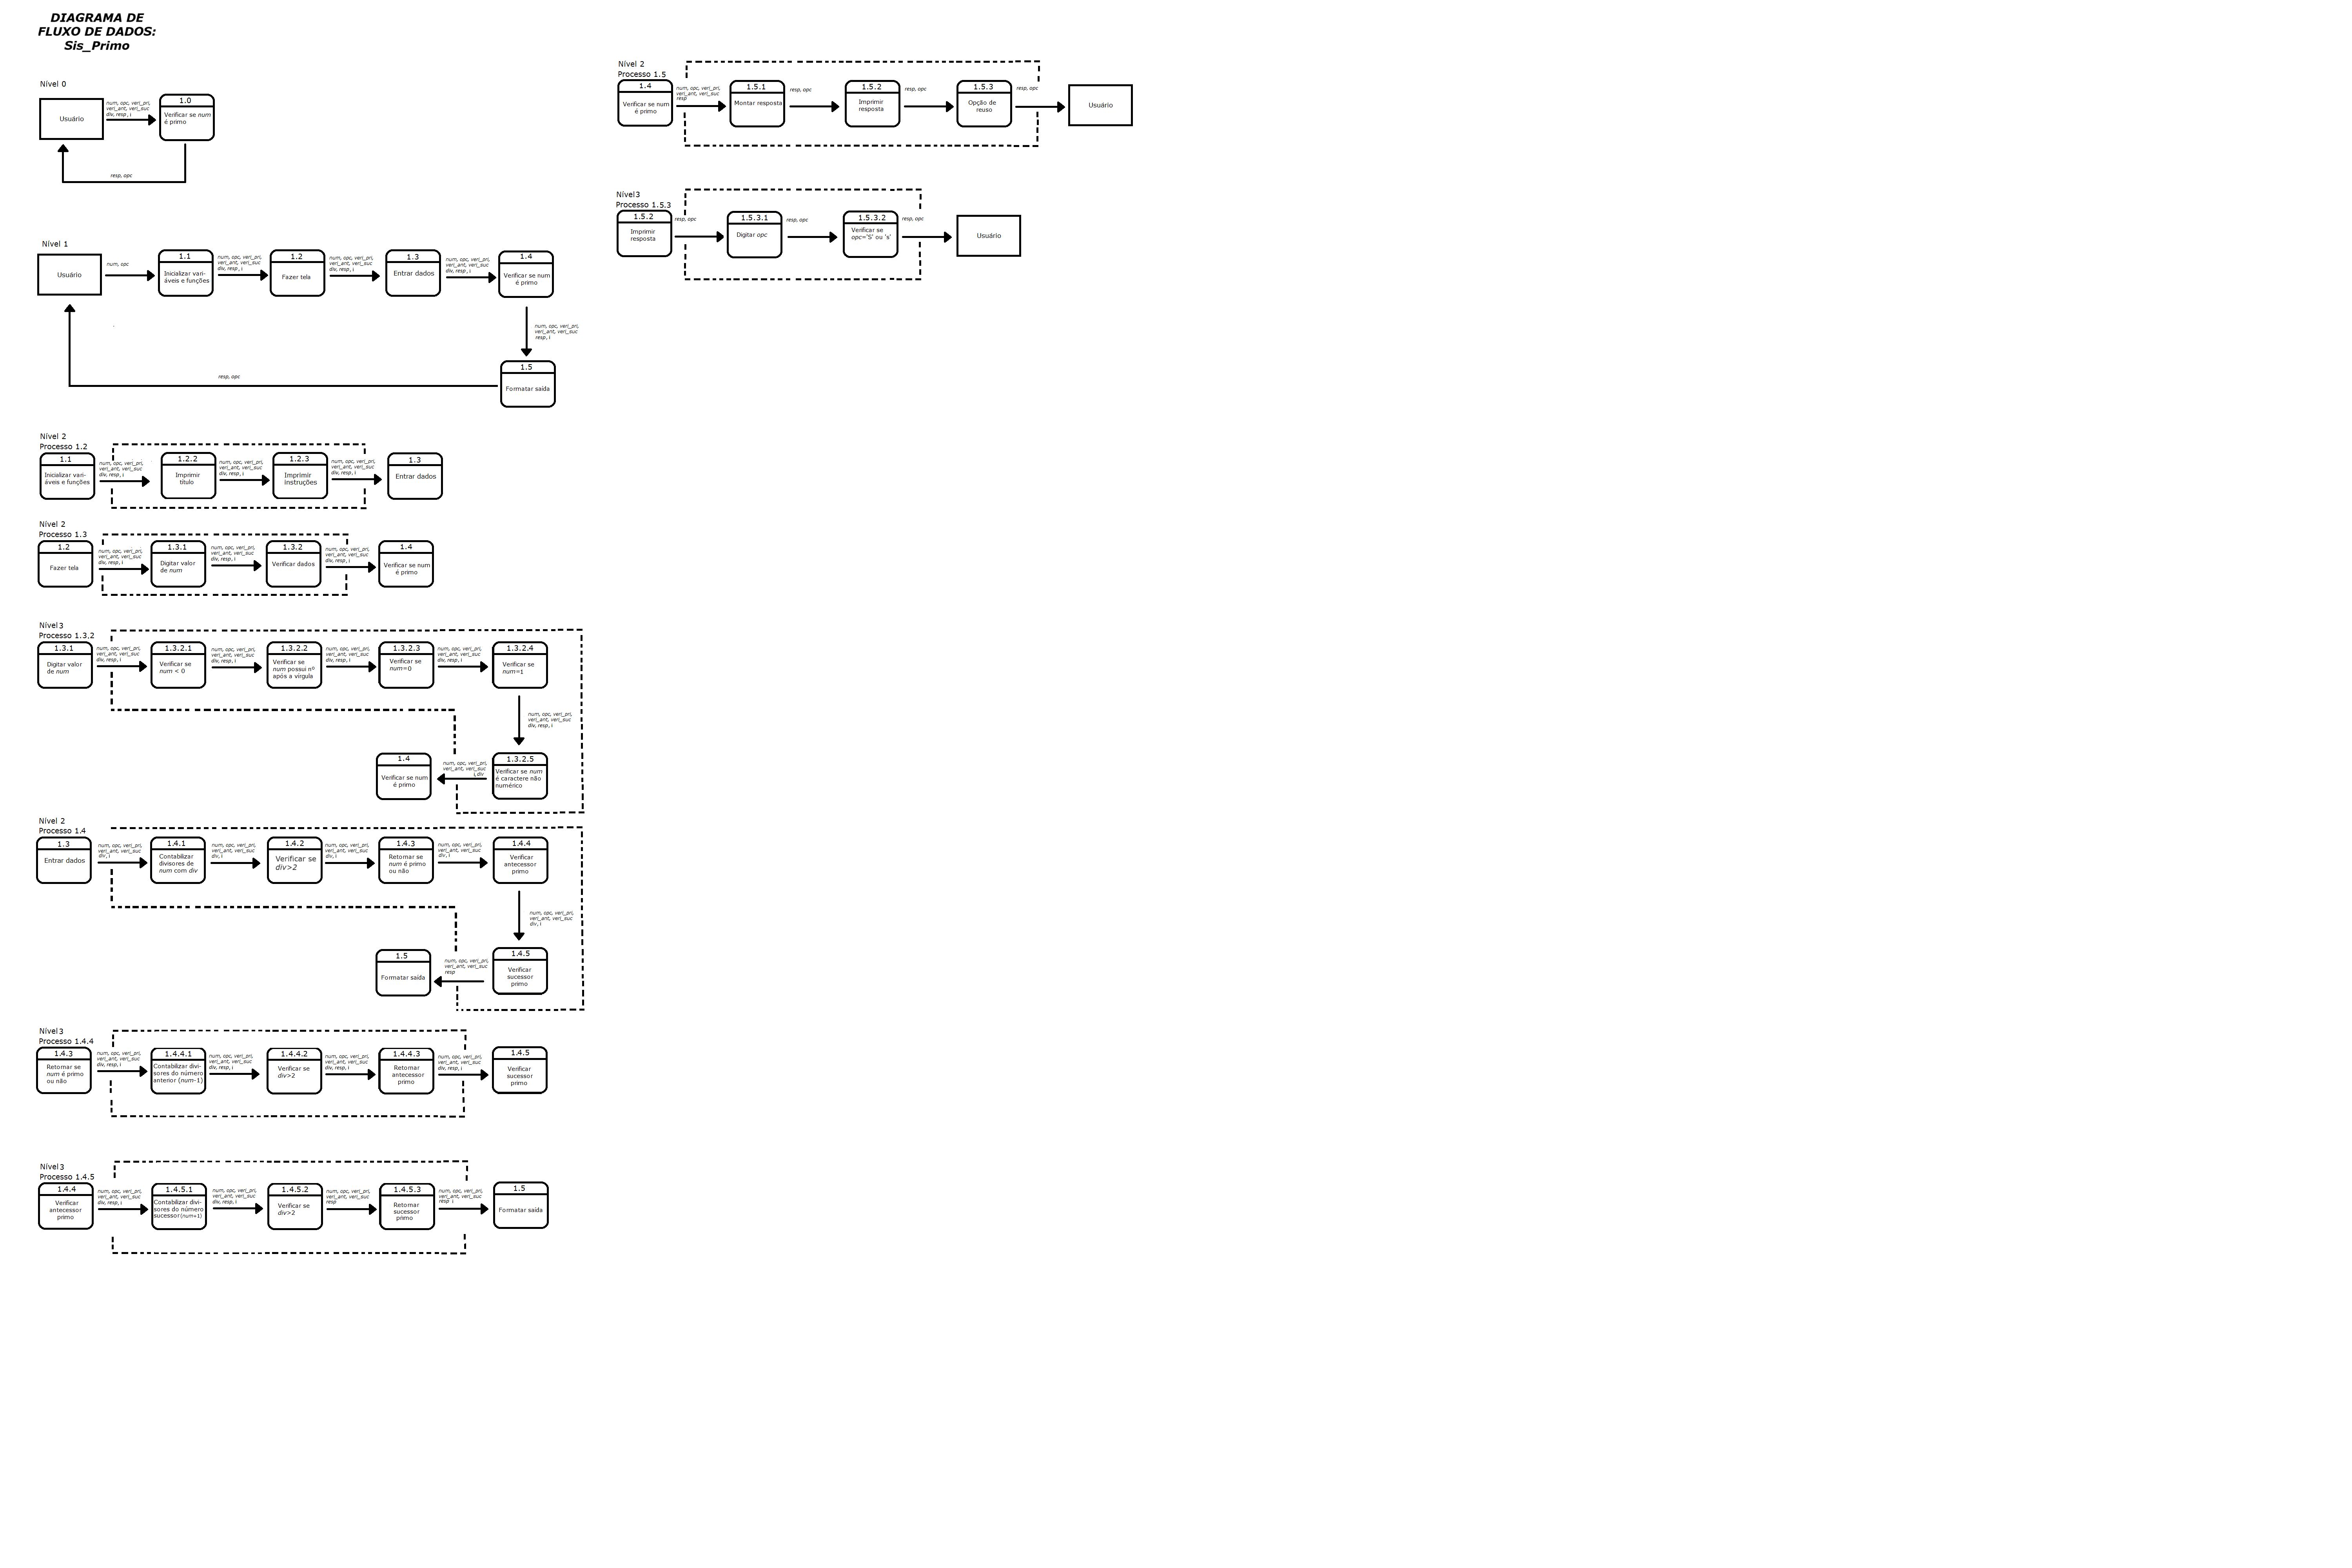 DIAGRAMA DE
FLUXO DE DADOS:
Sis_Primo
Nível 0
Usuário
num, opc, veri_pri,
veri_ant, veri_suc
div, resp, i
1.0
Verificar se num
é primo
resp, opc
Nível 1
Usuário
num, opc
1.1
Inicializar vari-
áveis e funções
num, opc, veri_pri,
veri_ant, veri_suc
div, resp, i
1.2
Fazer tela
num, opc, veri_pri,
veri_ant, veri_suc
div, resp, i
1.3
Entrar dados
num, opc, veri_pri,
veri_ant, veri_suc
div, resp, i
1.4
Verificar se num
é primo
num, opc, veri_pri,
veri_ant, veri_suc
resp, i
1.5
Formatar saída
resp, opc
Nível 2
Processo 1.2
1.1
Inicializar vari-
áveis e funções
num, opc, veri_pri,
veri_ant, veri_suc
div, resp, i
1.2.2
Imprimir
título
num, opc, veri_pri,
veri_ant, veri_suc
div, resp, i
1.2.3
Imprimir
instruções
num, opc, veri_pri,
veri_ant, veri_suc
div, resp, i
1.3
Entrar dados
Nível 2
Processo 1.3
1.2
Fazer tela
num, opc, veri_pri,
veri_ant, veri_suc
div, resp, i
1.3.1
Digitar valor
de num
num, opc, veri_pri,
veri_ant, veri_suc
div, resp, i
1.3.2
Verificar dados
num, opc, veri_pri,
veri_ant, veri_suc
div, resp, i
1.4
Verificar se num
é primo
Nível 3
Processo 1.3.2
1.3.1
Digitar valor
de num
num, opc, veri_pri,
veri_ant, veri_suc
div, resp, i
1.3.2.1
Verificar se
num < 0
num, opc, veri_pri,
veri_ant, veri_suc
div, resp, i
1.3.2.2
Verificar se
num possui nº
após a vírgula
num, opc, veri_pri,
veri_ant, veri_suc
div, resp, i
1.3.2.3
Verificar se
num=0
num, opc, veri_pri,
veri_ant, veri_suc
div, resp, i
1.3.2.4
Verificar se
num=1
num, opc, veri_pri,
veri_ant, veri_suc
div, resp, i
1.3.2.5
Verificar se num
é caractere não
numérico
num, opc, veri_pri,
veri_ant, veri_suc
i, div
1.4
Verificar se num
é primo
Nível 2
Processo 1.4
1.3
Entrar dados
num, opc, veri_pri,
veri_ant, veri_suc
div, i
1.4.1
Contabilizar
divisores de
num com div
num, opc, veri_pri,
veri_ant, veri_suc
div, i
1.4.2
Verificar se
div>2
num, opc, veri_pri,
veri_ant, veri_suc
div, i
1.4.3
Retornar se
num é primo
ou não
num, opc, veri_pri,
veri_ant, veri_suc
div, i
1.4.4
Verificar
antecessor
primo
num, opc, veri_pri,
veri_ant, veri_suc
div, i
1.4.5
Verificar
sucessor
primo
num, opc, veri_pri,
veri_ant, veri_suc
resp
1.5
Formatar saída
Nível 3
Processo 1.4.4
1.4.3
Retornar se
num é primo
ou não
num, opc, veri_pri,
veri_ant, veri_suc
div, resp, i
1.4.4.1
Contabilizar divi-
sores do número
anterior (num-1)
num, opc, veri_pri,
veri_ant, veri_suc
div, resp, i
1.4.4.2
Verificar se
div>2
num, opc, veri_pri,
veri_ant, veri_suc
div, resp, i
1.4.4.3
Retornar
antecessor
primo
num, opc, veri_pri,
veri_ant, veri_suc
div, resp, i
1.4.5
Verificar
sucessor
primo
Nível 3
Processo 1.4.5
1.4.4
Verificar
antecessor
primo
num, opc, veri_pri,
veri_ant, veri_suc
div, resp, i
1.4.5.1
Contabilizar divi-
sores do número
sucessor(num+1)
num, opc, veri_pri,
veri_ant, veri_suc
div, resp, i
1.4.5.2
Verificar se
div>2
num, opc, veri_pri,
veri_ant, veri_suc
resp
1.4.5.3
Retornar
sucessor
primo
num, opc, veri_pri,
veri_ant, veri_suc
resp i
1.5
Formatar saída
Nível 2
Processo 1.5
1.4
Verificar se num
é primo
num, opc, veri_pri,
veri_ant, veri_suc
resp
1.5.1
Montar resposta
resp, opc
1.5.2
Imprimir
resposta
resp, opc
1.5.3
Opção de
reuso
resp, opc
Usuário
Nível 3
Processo 1.5.3
1.5.2
Imprimir
resposta
resp, opc
1.5.3.1
Digitar opc
resp, opc
1.5.3.2
Verificar se
opc='S' ou 's'
resp, opc
Usuário